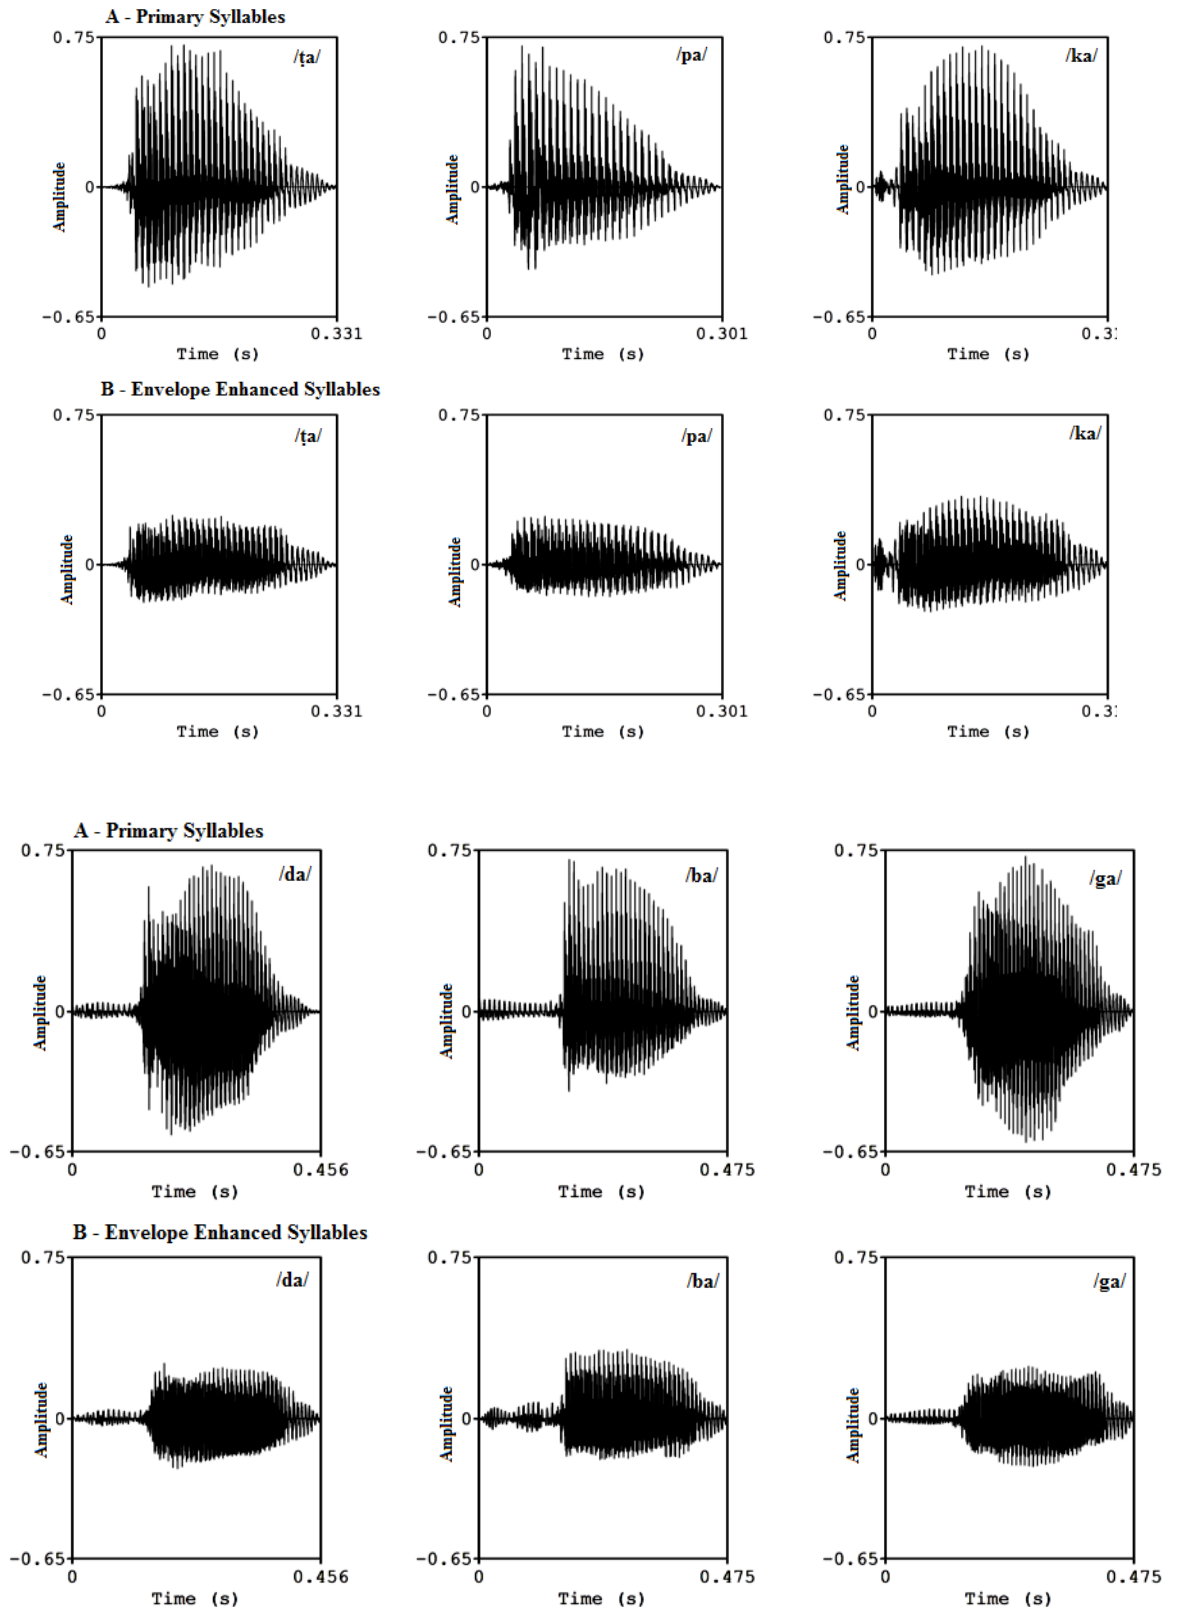 A - Primary Syllables
0.75 /ṭa/ 0.75 /pa/ 0.75 /ka/
Amplitude Amplitude Amplitude
0 0 0
-0.65 -0.65 -0.65
0 0.331 0 0.301 0
Time (s) Time (s) Time (s)
B - Envelope Enhanced Syllables
0.75 /ṭa/ 0.75 /pa/ 0.75 /ka/
Amplitude Amplitude Amplitude
0 0 0
-0.65 -0.65 -0.65
0 0.331 0 0.301 0
Time (s) Time (s) Time (s)
A - Primary Syllables
0.75 /da/ 0.75 /ba/ 0.75 /ga/
Amplitude Amplitude Amplitude
0 0 0
-0.65 -0.65 -0.65
0 0.456 0 0.475 0 0.475
Time (s) Time (s) Time (s)
B - Envelope Enhanced Syllables
0.75 /da/ 0.75 /ba/ 0.75 /ga/
Amplitude Amplitude Amplitude
0 0 0
-0.65 -0.65 -0.65
0 0.456 0 0.475 0 0.475
Time (s) Time (s) Time (s)